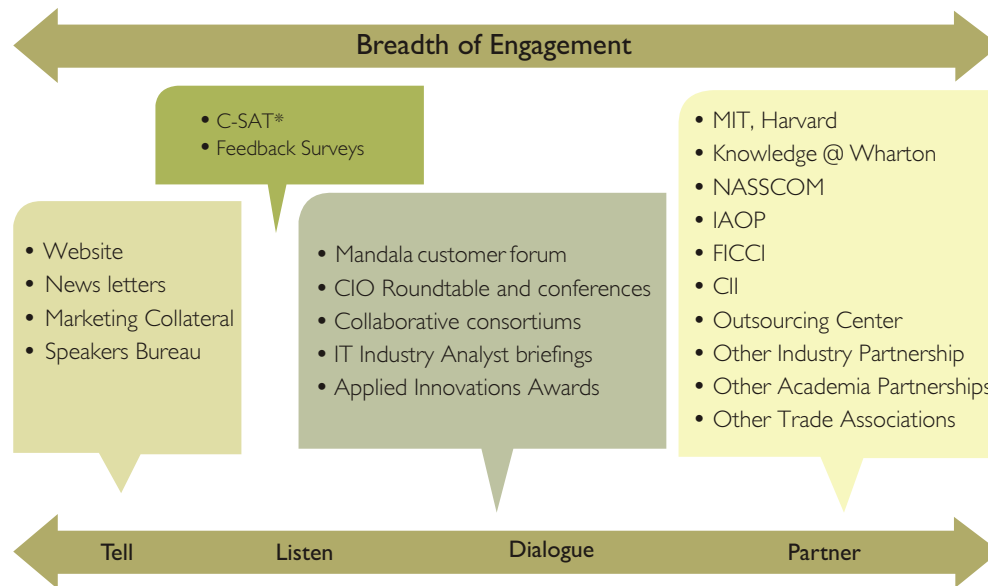 Breadth of Engagement
• C-SAT*
• Feedback Surveys
• Website
• News letters
• Marketing Collateral
• Speakers Bureau
• Mandala customer forum
• CIO Roundtable and conferences
• Collaborative consortiums
• IT Industry Analyst briefings
• Applied Innovations Awards
• MIT, Harvard
• Knowledge @ Wharton
• NASSCOM
• IAOP
• FICCI
• CII
• Outsourcing Center
• Other Industry Partnership
• Other Academia Partnerships
• Other Trade Associations
Tell Listen Dialogue Partner